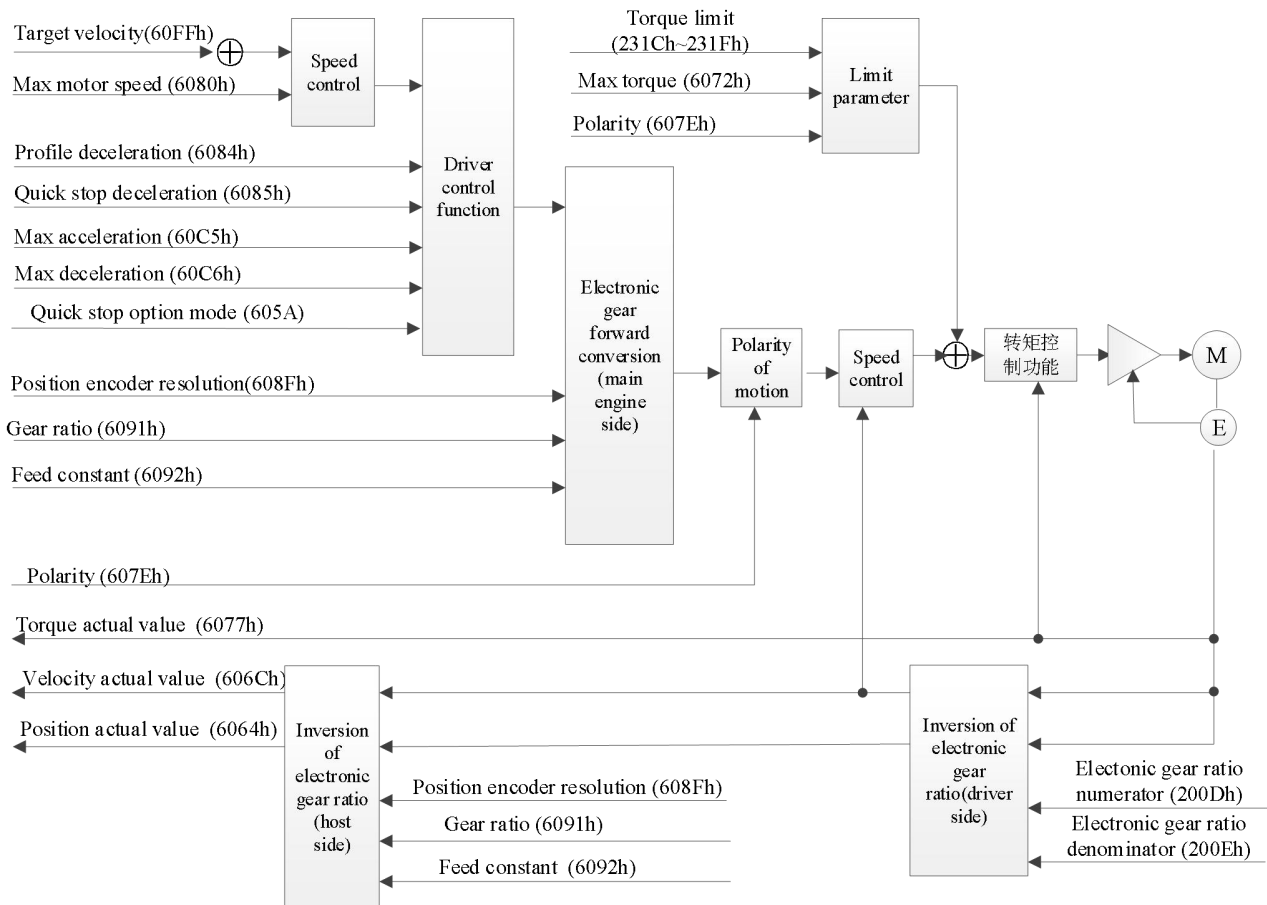 Target velocity(60FFh)
Max motor speed (6080h)
Speed
control
Torque limit
(231Ch~231Fh)
Max torque (6072h)
Polarity (607Eh)
Limit
parameter
Profile deceleration (6084h)
Quick stop deceleration (6085h)
Max acceleration (60C5h)
Max deceleration (60C6h)
Quick stop option mode (605A)
Driver
control
function
Position encoder resolution(608Fh)
Gear ratio (6091h)
Feed constant (6092h)
Electronic
gear
forward
conversion
(main
engine
side)
Polarity
of
motion
Speed
control
转矩控
制功能
M
E
Polarity (607Eh)
Torque actual value (6077h)
Velocity actual value (606Ch)
Position actual value (6064h)
Inversion
of
electronic
gear ratio
(host
side)
Position encoder resolution (608Fh)
Gear ratio (6091h)
Feed constant (6092h)
Inversion of
electronic
gear
ratio(driver
side)
Electonic gear ratio
numerator (200Dh)
Electronic gear ratio
denominator (200Eh)